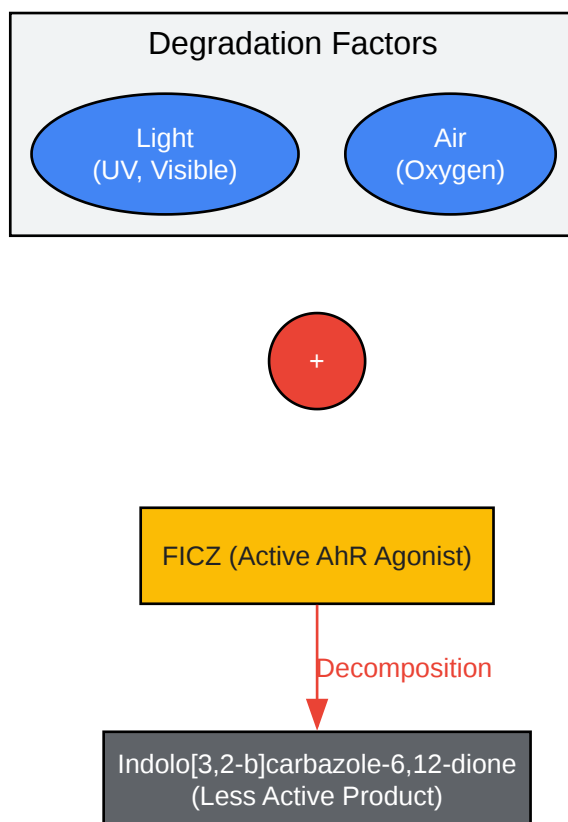 Degradation Factors
Light
(UV, Visible)
Air
(Oxygen)
+
FICZ (Active AhR Agonist)
Decomposition
Indolo[3,2-b]carbazole-6,12-dione
(Less Active Product)